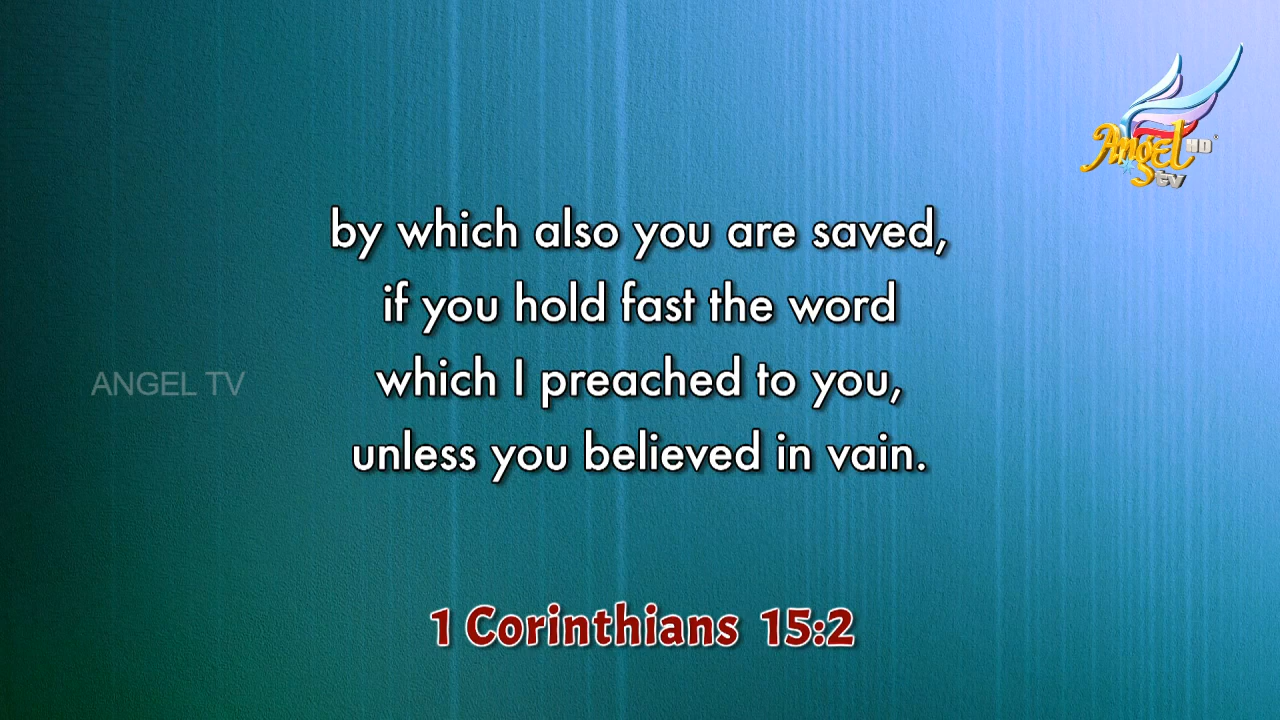 Angel HD
tv
by which also you are saved,
if you hold fast the word
which I preached to you,
ANGEL TV
unless you believed in vain.
1 Corinthians 15:2